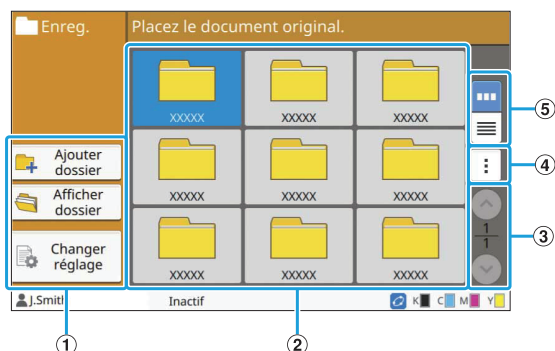 Enreg.
Placez le document original.
XXXXX XXXXX XXXXX
Ajouter
dossier
Afficher
dossier
Changer
réglage
XXXXX XXXXX XXXXX
XXXXX XXXXX XXXXX
1
1
J.Smith
Inactif
K C M Y
5
4
3
1
2